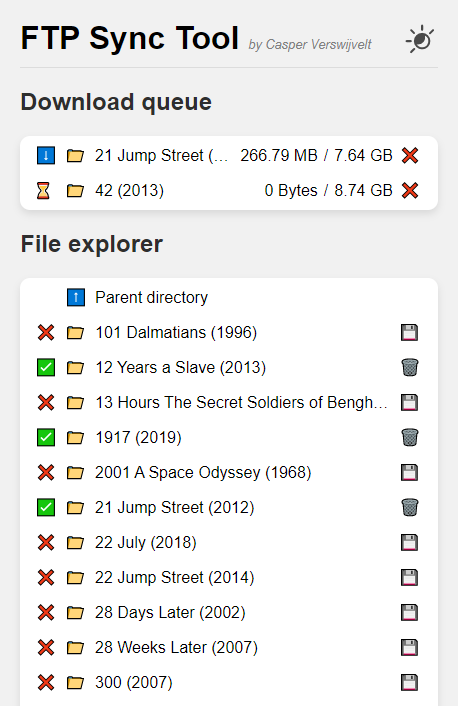 FTP Sync Tool by Casper Verswijvelt
Download queue
21 Jump Street (... 266.79 MB / 7.64 GB
42 (2013) 0 Bytes / 8.74 GB
File explorer
Parent directory
101 Dalmatians (1996)
12 Years a Slave (2013)
13 Hours The Secret Soldiers of Bengh...
1917 (2019)
2001 A Space Odyssey (1968)
21 Jump Street (2012)
22 July (2018)
22 Jump Street (2014)
28 Days Later (2002)
28 Weeks Later (2007)
300 (2007)